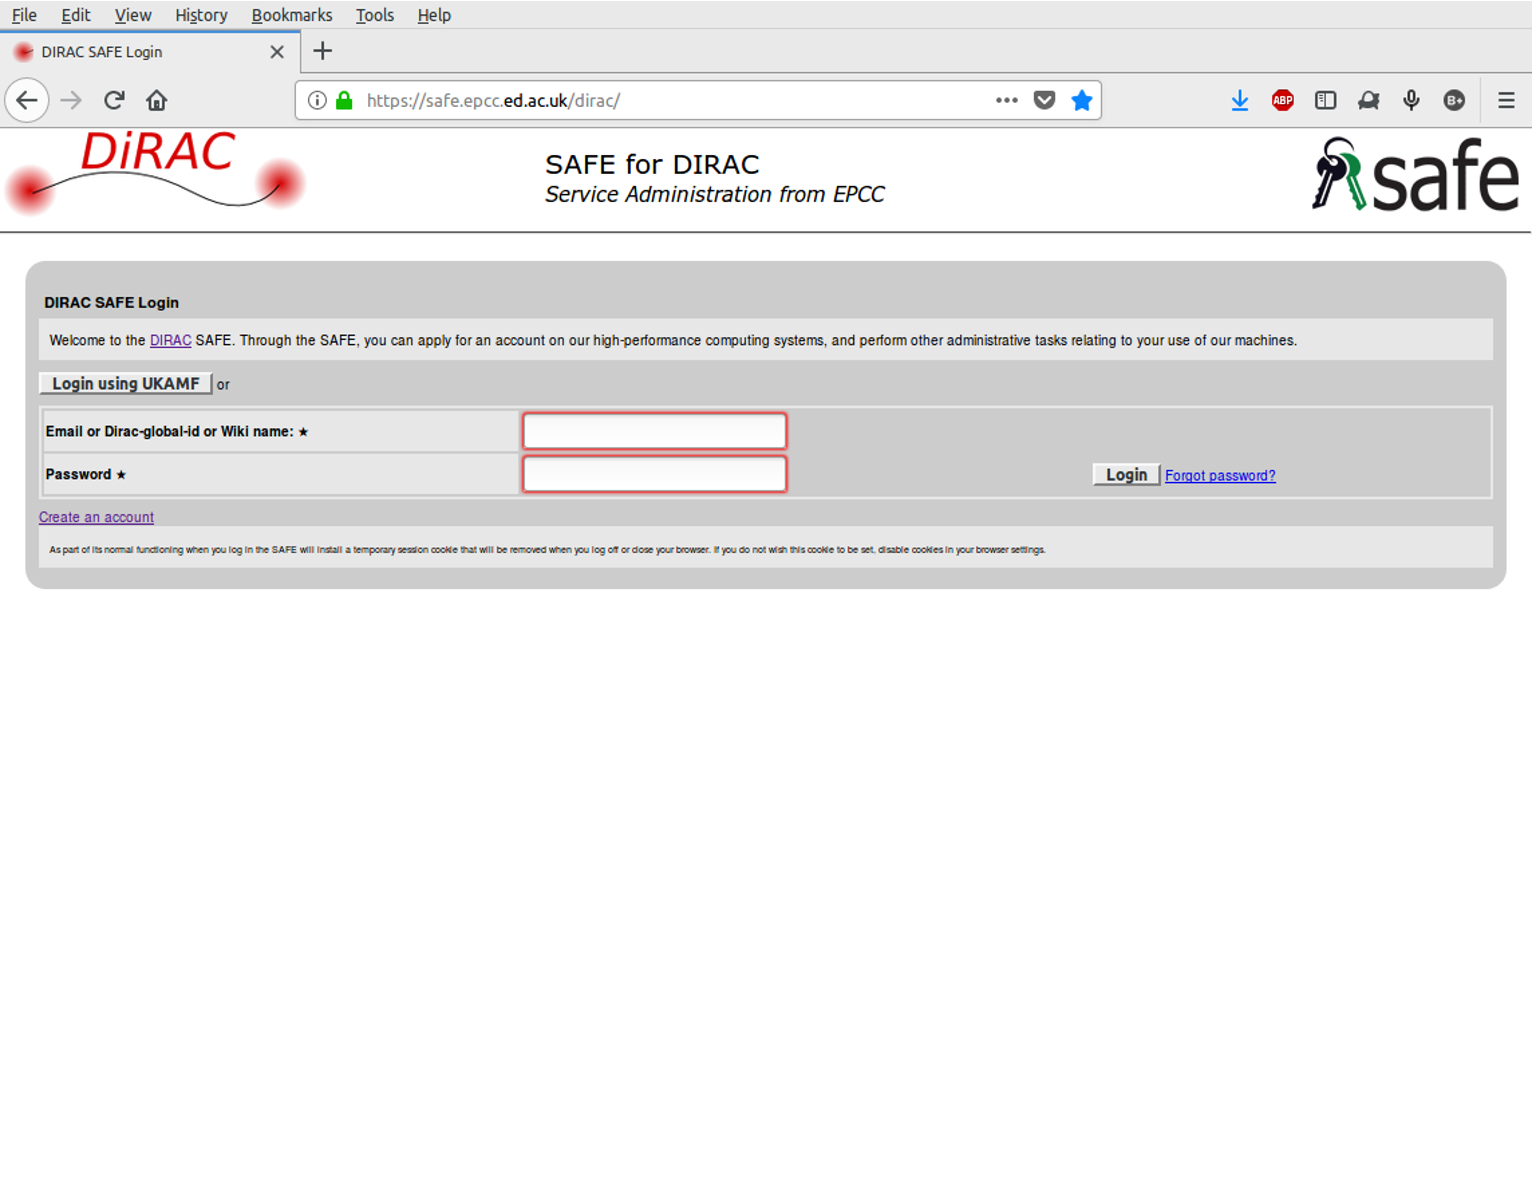 File Edit View History Bookmarks Tools Help
DIRAC SAFE Login
https://safe.epcc.ed.ac.uk/dirac/
ABP
B+
DiRAC
SAFE for DIRAC
Service Administration from EPCC
safe
DIRAC SAFE Login
Welcome to the DIRAC SAFE. Through the SAFE, you can apply for an account on our high-performance computing systems, and perform other administrative tasks relating to your use of our machines.
Login using UKAMF or
Email or Dirac-global-id or Wiki name: ★
Password ★
Login Forgot password?
Create an account
As part of its normal functioning when you log in the SAFE will install a temporary session cookie that will be removed when you log off or close your browser. If you do not wish this cookie to be set, disable cookies in your browser settings.